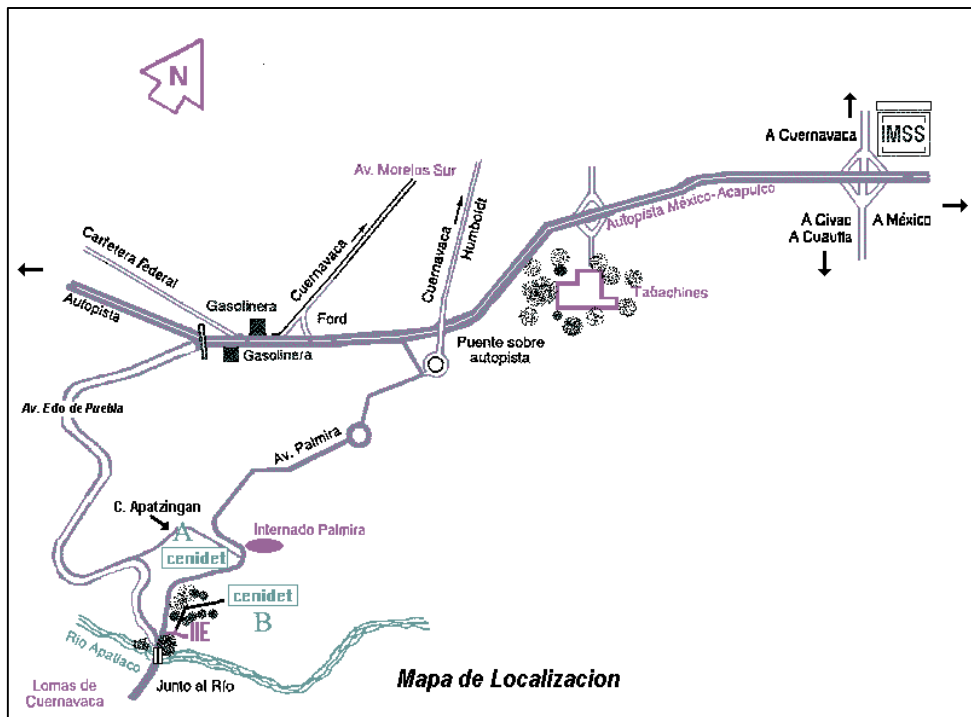 N
A Cuernavaca
IMSS
Av. Morelos Sur
Autopista México-Acapulco
A Civac
A Cuautla
A México
Carretera Federal
Cuernavaca
Cuernavaca
Humboldt
Tabachines
Autopista
Gasolinera
Ford
Gasolinera
Puente sobre
autopista
Av. Edo de Puebla
Av. Palmira
C. Apatzingan
A
cenidet
Internado Palmira
cenidet
B
IIE
Río Apatlaco
Junto al Río
Lomas de
Cuernavaca
Mapa de Localizacion